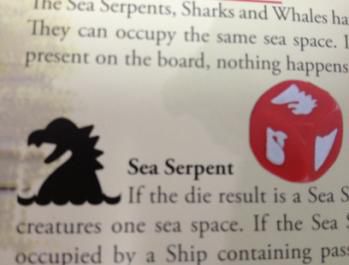 The Sea Serpents, Sharks and Whales ha
They can occupy the same sea space. I
present on the board, nothing happens
Sea Serpent
If the die result is a Sea S
creatures one sea space. If the Sea S
occupied by a Ship containing pass